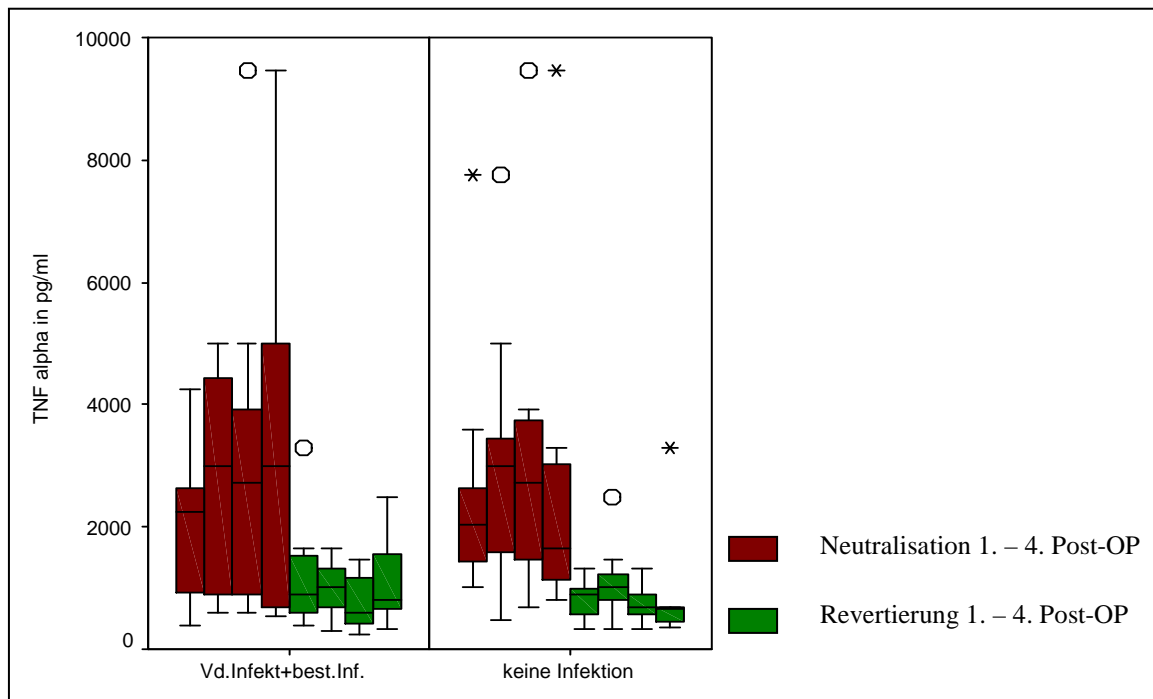 10000
8000
6000
4000
2000
0
TNF alpha in pg/ml
Vd.Infekt+best.Inf.
keine Infektion
Neutralisation 1. – 4. Post-OP
Revertierung 1. – 4. Post-OP